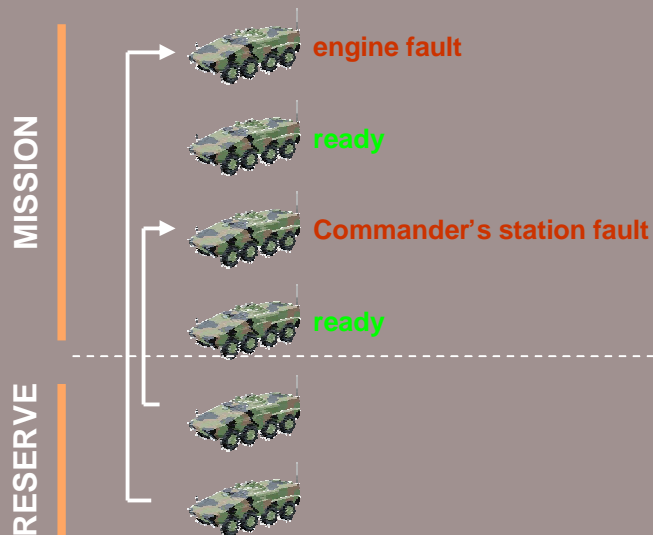 MISSION
engine fault
ready
Commander's station fault
ready
RESERVE